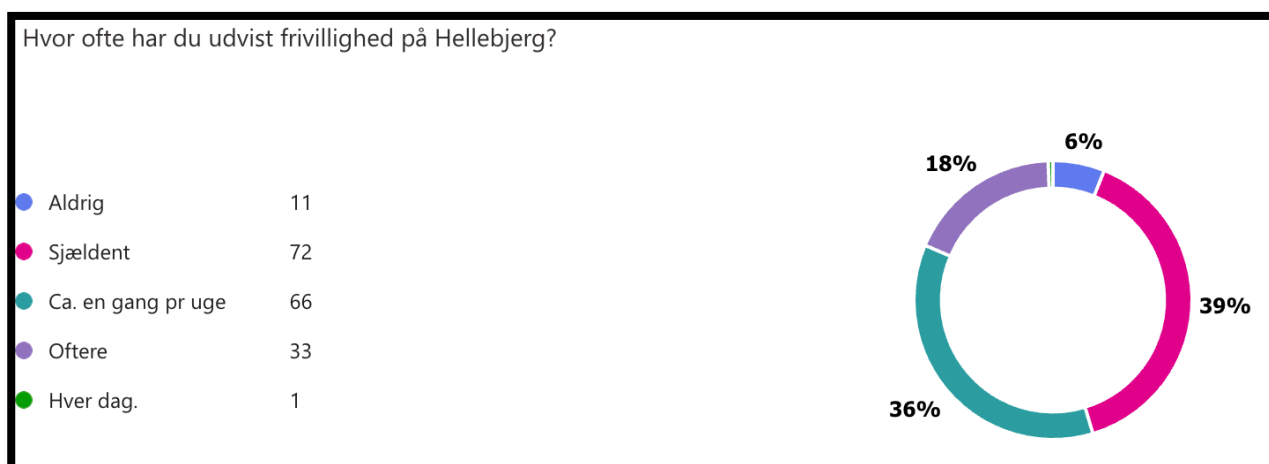 Hvor ofte har du udvist frivillighed på Hellebjerg?
6%
18%
Aldrig 11
Sjældent 72
Ca. en gang pr uge 66
39%
Oftere 33
Hver dag. 1
36%